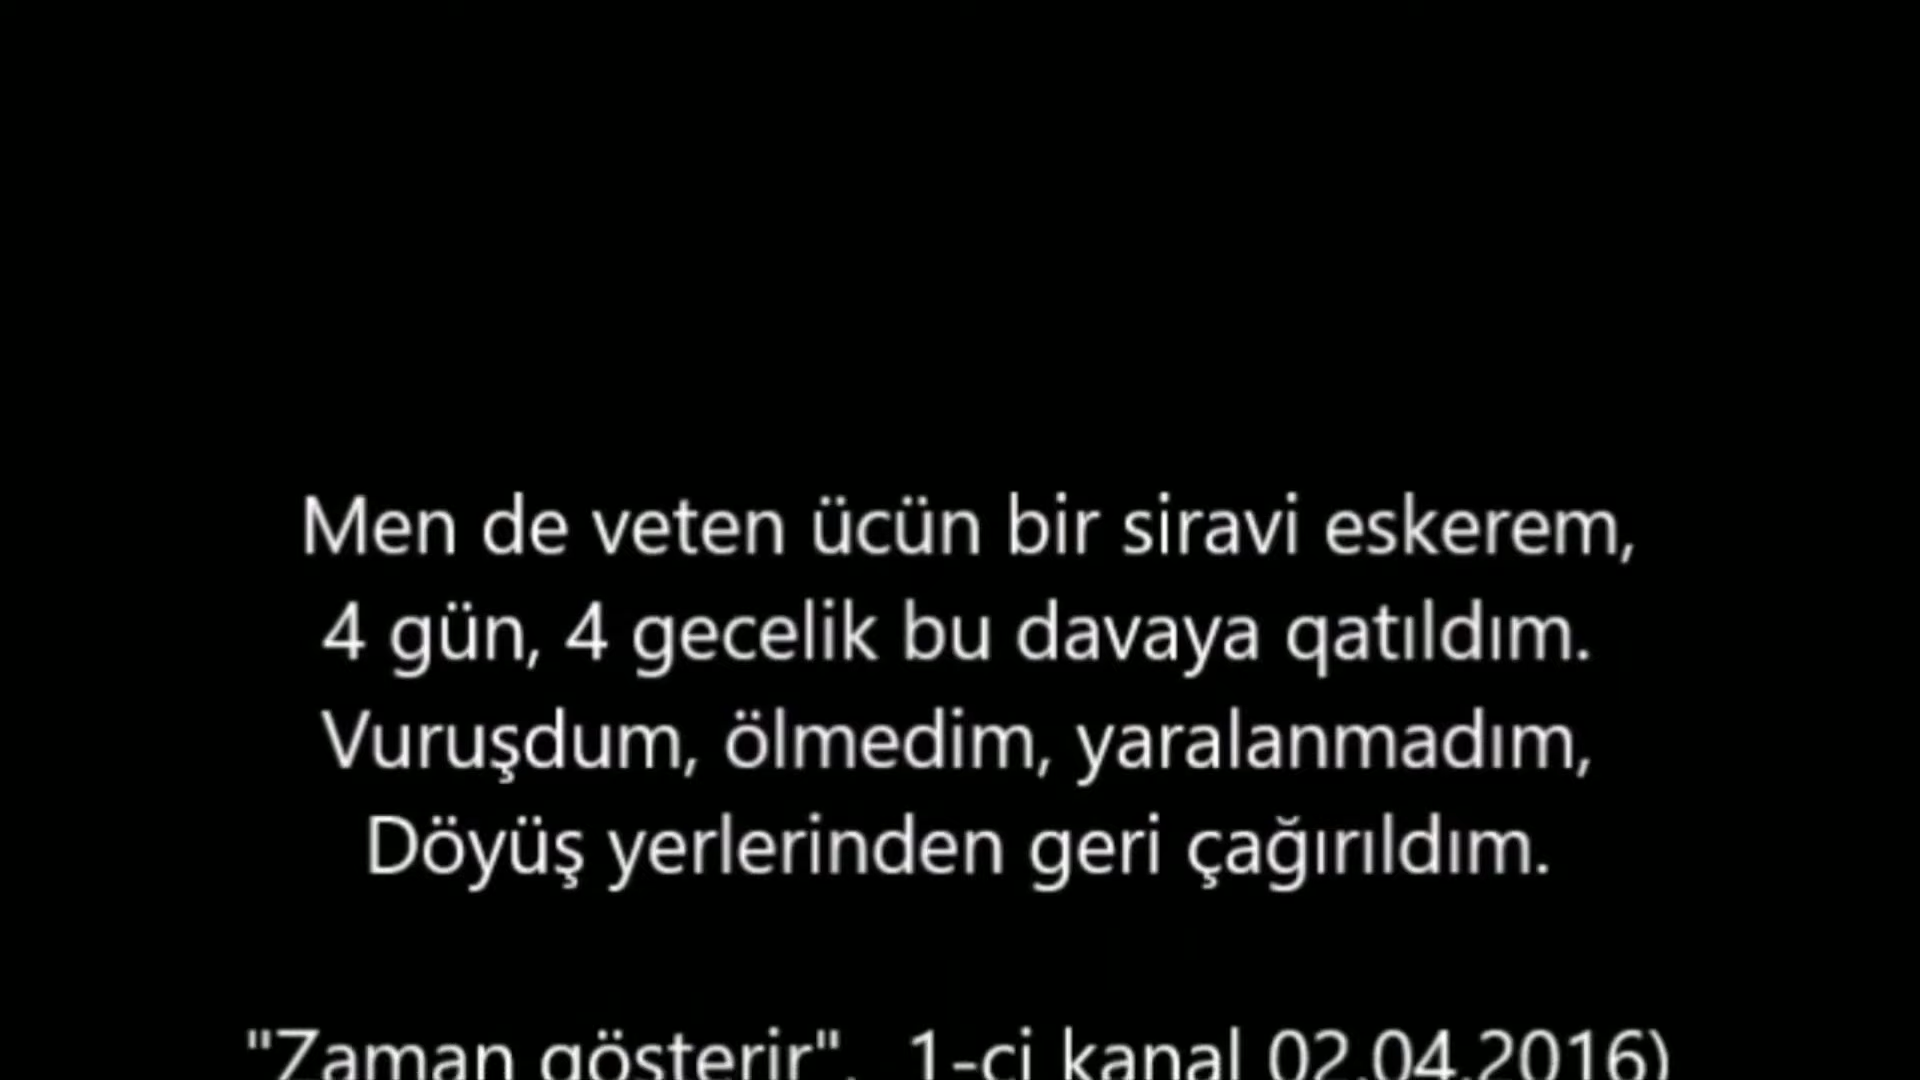 Men de veten ücün bir siravi eskerem,
4 gün, 4 gecelik bu davaya qatıldım.
Vuruşdum, ölmedim, yaralanmadım,
Döyüş yerlerinden geri çağırıldım.
"Zaman gösterir", 1-ci kanal 02.04.2016)